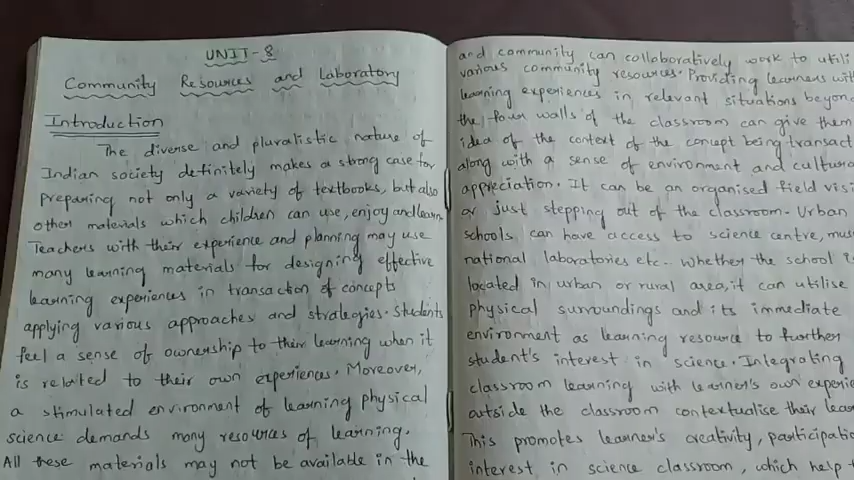 UNIT-8
Community Resources and Laboratory
Introduction
The diverse and pluralistic nature of
Indian society definitely makes a strong case for
preparing not only a variety of textbooks, but also
other materials which children can use, enjoy and learn.
Teachers with their experience and planning may use
many learning materials for designing effective
learning experiences in transaction of concepts
applying various approaches and strategies. Students
feel a sense of ownership to their learning when it
is related to their own experiences. Moreover,
a stimulated environment of learning physical
science demands many resources of learning.
All these materials may not be available in the
and community can collaboratively work to utili
various community resources. Providing learners wit
learning experiences in relevant situations beyon
the four walls of the classroom can give them
idea of the context of the concept being transact
along with a sense of environment and cultura
appreciation. It can be an organised field visi
or just stepping out of the classroom. Urban
schools can have access to science centre, mus
national laboratories etc.. Whether the school i
located in urban or rural area, it can utilise
physical surroundings and its immediate
environment as learning resource to further
student's interest in science. Integrating
classroom learning with learner's own experie
outside the classroom contextualise their lear
This promotes learner's creativity, participatio
interest in science classroom, which help t